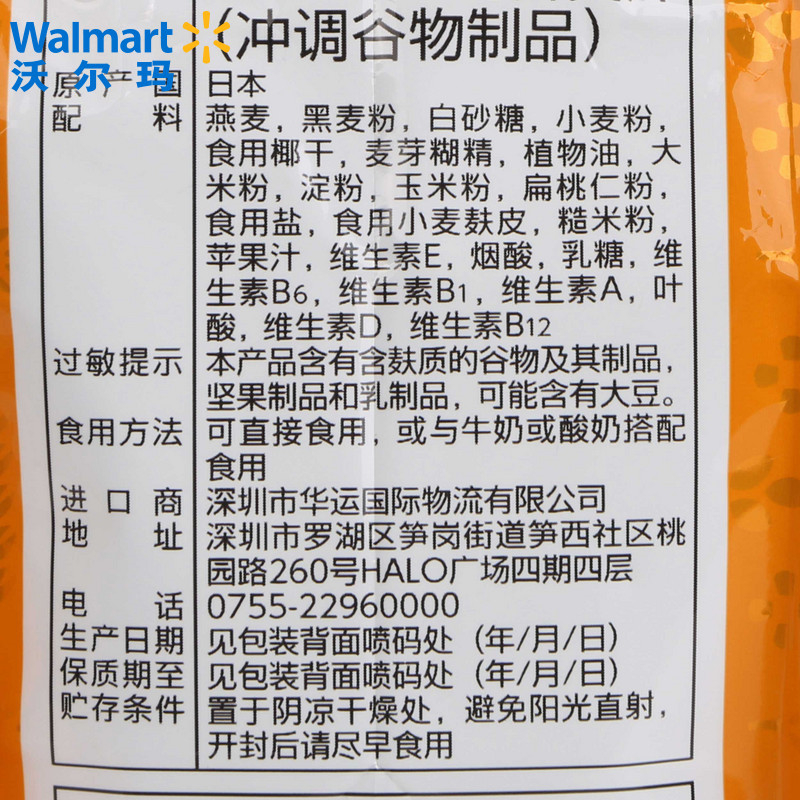 Walmart
沃尔玛
（冲调谷物制品）
原产国 日本
配料 燕麦，黑麦粉，白砂糖，小麦粉，
食用椰干，麦芽糊精，植物油，大
米粉，淀粉，玉米粉，扁桃仁粉，
食用盐，食用小麦麸皮，糙米粉，
苹果汁，维生素E，烟酸，乳糖，维
生素B6，维生素B1，维生素A，叶
酸，维生素D，维生素B12
过敏提示 本产品含有含麸质的谷物及其制品，
坚果制品和乳制品，可能含有大豆。
食用方法 可直接食用，或与牛奶或酸奶搭配
食用
进口商 深圳市华运国际物流有限公司
地址 深圳市罗湖区笋岗街道笋西社区桃
园路260号HALO广场四期四层
电话 0755-22960000
生产日期 见包装背面喷码处（年/月/日）
保质期至 见包装背面喷码处（年/月/日）
贮存条件 置于阴凉干燥处，避免阳光直射，
开封后请尽早食用